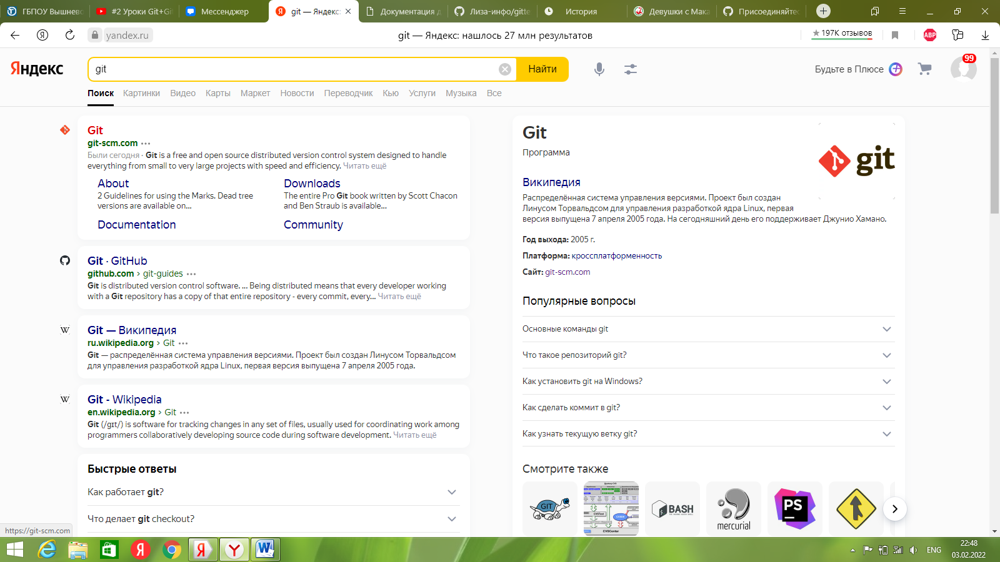 ГБПОУ Вышнево
#2 Уроки Git+Git
Мессенджер
git — Яндекс:
Документация д
Лиза-инфо/gitte
История
Девушки с Мака
Присоединяйтес
yandex.ru
git — Яндекс: нашлось 27 млн результатов
197K отзывов
ABP
Яндекс
git
Найти
Будьте в Плюсе
99
Поиск Картинки Видео Карты Маркет Новости Переводчик Кью Услуги Музыка Все
Git
git-scm.com
Были сегодня · Git is a free and open source distributed version control system designed to handle
everything from small to very large projects with speed and efficiency. Читать ещё
About
2 Guidelines for using the Marks. Dead tree
versions are available on...
Downloads
The entire Pro Git book written by Scott Chacon
and Ben Straub is available...
Documentation
Community
Git · GitHub
github.com › git-guides
Git is distributed version control software. ... Being distributed means that every developer working
with a Git repository has a copy of that entire repository - every commit, every... Читать ещё
W
Git — Википедия
ru.wikipedia.org › Git
Git — распределённая система управления версиями. Проект был создан Линусом Торвальдсом
для управления разработкой ядра Linux, первая версия выпущена 7 апреля 2005 года.
W
Git - Wikipedia
en.wikipedia.org › Git
Git (/ɡɪt/) is software for tracking changes in any set of files, usually used for coordinating work among
programmers collaboratively developing source code during software development. Читать ещё
Быстрые ответы
Как работает git?
Что делает git checkout?
Git
Программа
git
Википедия
Распределённая система управления версиями. Проект был создан
Линусом Торвальдсом для управления разработкой ядра Linux, первая
версия выпущена 7 апреля 2005 года. На сегодняшний день его поддерживает Джунио Хамано.
Год выхода: 2005 г.
Платформа: кроссплатформенность
Сайт: git-scm.com
Популярные вопросы
Основные команды git
Что такое репозиторий git?
Как установить git на Windows?
Как сделать коммит в git?
Как узнать текущую ветку git?
Смотрите также
GIT
CVSCenter
BASH
mercurial
PS
https://git-scm.com
ENG
22:48
03.02.2022